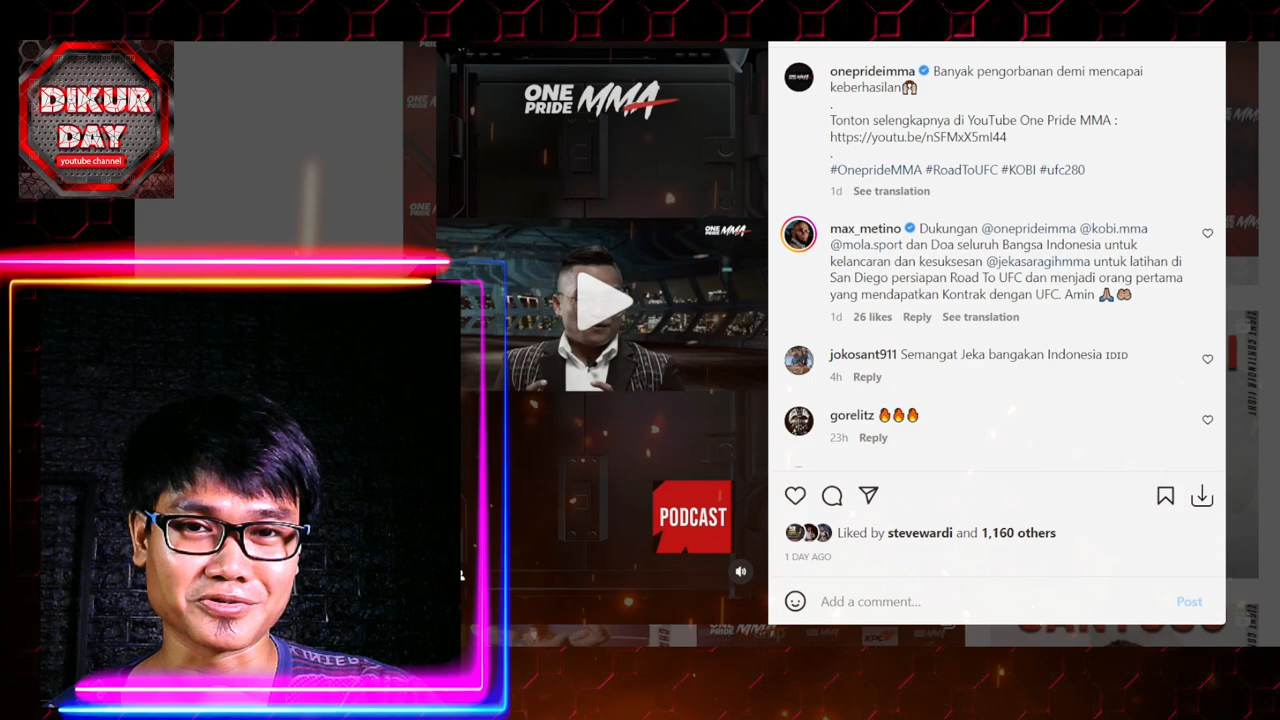 DIKUR
DAY
youtube channel
ONE
PRIDE MMA
ONE
PRIDE MMA
PODCAST
oneprideimma Banyak pengorbanan demi mencapai
keberhasilan
.
Tonton selengkapnya di YouTube One Pride MMA :
https://youtu.be/nSFMxX5ml44
.
#OneprideMMA #RoadToUFC #KOBI #ufc280
1d See translation
max_metino Dukungan @oneprideimma @kobi.mma
@mola.sport dan Doa seluruh Bangsa Indonesia untuk
kelancaran dan kesuksesan @jekasaragihmma untuk latihan di
San Diego persiapan Road To UFC dan menjadi orang pertama
yang mendapatkan Kontrak dengan UFC. Amin 🙏🏽🤲🏽
1d 26 likes Reply See translation
jokosant911 Semangat Jeka bangakan Indonesia ɪᴅɪᴅ
4h Reply
gorelitz 🔥🔥🔥
23h Reply
Liked by stevewardi and 1,160 others
1 DAY AGO
Add a comment... Post